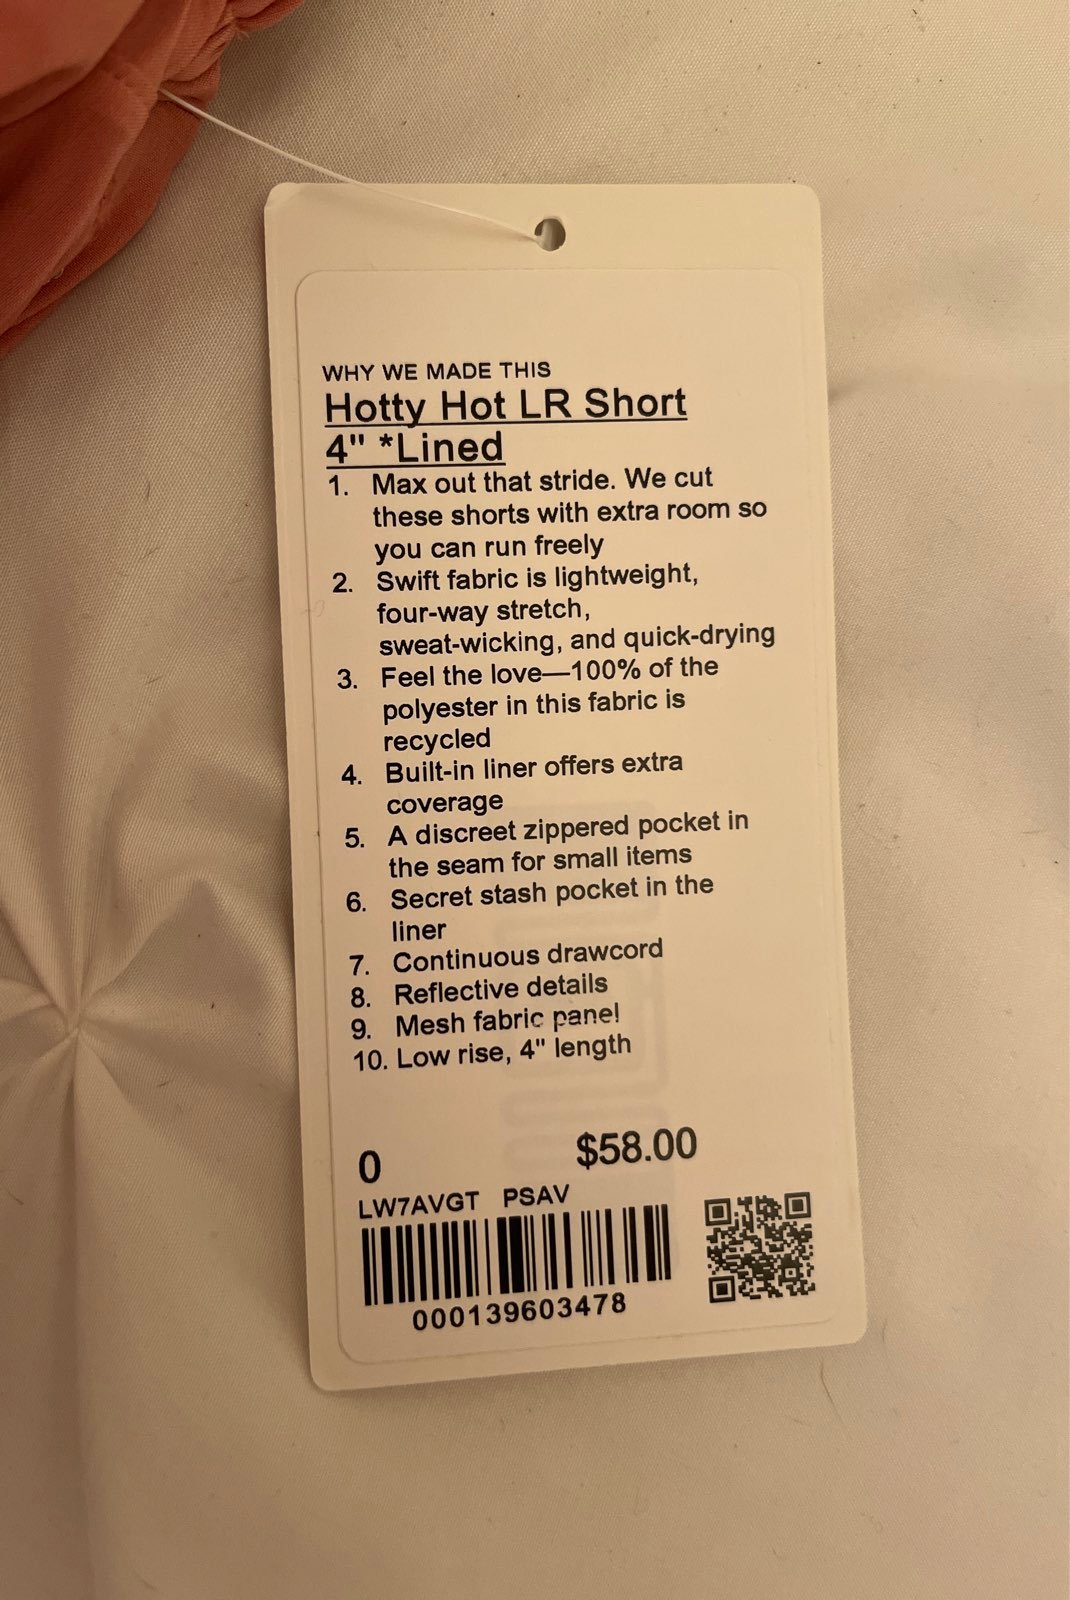 WHY WE MADE THIS
Hotty Hot LR Short
4" *Lined
1. Max out that stride. We cut
these shorts with extra room so
you can run freely
2. Swift fabric is lightweight,
four-way stretch,
sweat-wicking, and quick-drying
3. Feel the love—100% of the
polyester in this fabric is
recycled
4. Built-in liner offers extra
coverage
5. A discreet zippered pocket in
the seam for small items
6. Secret stash pocket in the
liner
7. Continuous drawcord
8. Reflective details
9. Mesh fabric panel
10. Low rise, 4" length
0 $58.00
LW7AVGT PSAV
000139603478